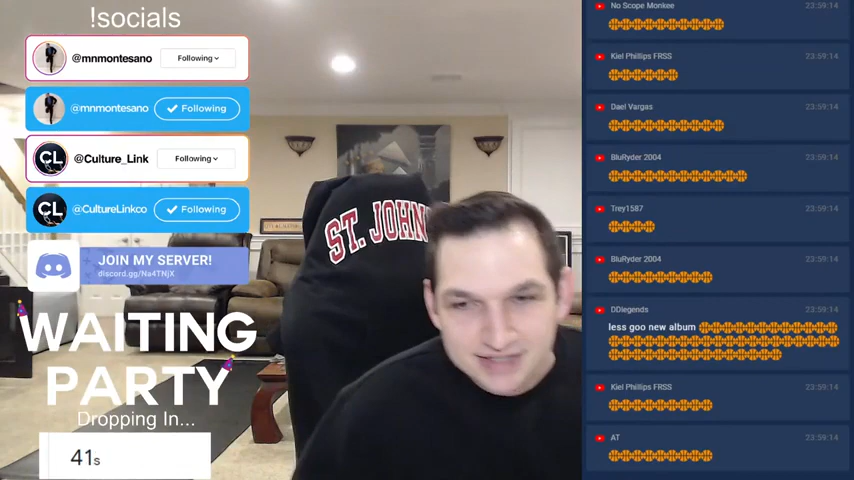 !socials
@mnmontesano
Following
@mnmontesano
Following
CL
@Culture_Link
Following
CL
@CultureLinkco
Following
JOIN MY SERVER!
discord.gg/Na4TNjX
WAITING
PARTY
Dropping In...
41s
ST. JOHN
No Scope Monkee 23:59:14
Kiel Phillips FRSS 23:59:14
Dael Vargas 23:59:14
BluRyder 2004 23:59:14
Trey1587 23:59:14
BluRyder 2004 23:59:14
DDlegends 23:59:14
less goo new album
Kiel Phillips FRSS 23:59:14
AT 23:59:14